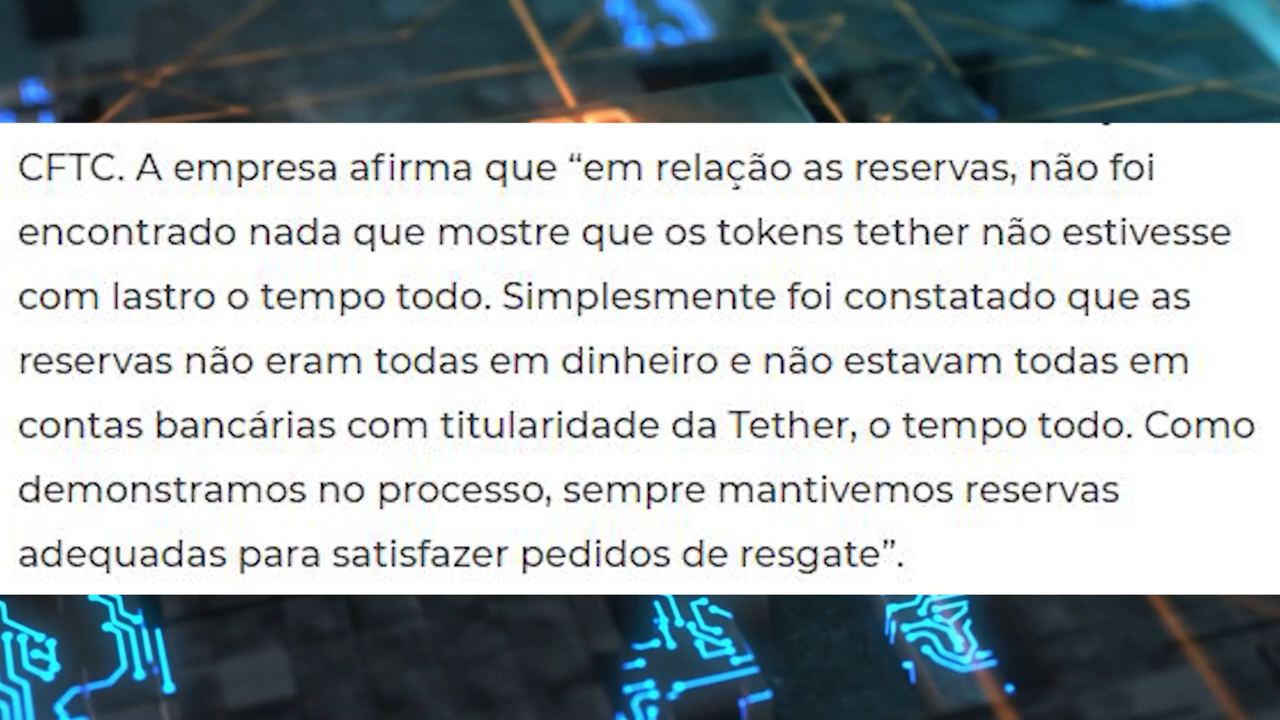 CFTC. A empresa afirma que “em relação as reservas, não foi
encontrado nada que mostre que os tokens tether não estivesse
com lastro o tempo todo. Simplesmente foi constatado que as
reservas não eram todas em dinheiro e não estavam todas em
contas bancárias com titularidade da Tether, o tempo todo. Como
demonstramos no processo, sempre mantivemos reservas
adequadas para satisfazer pedidos de resgate”.